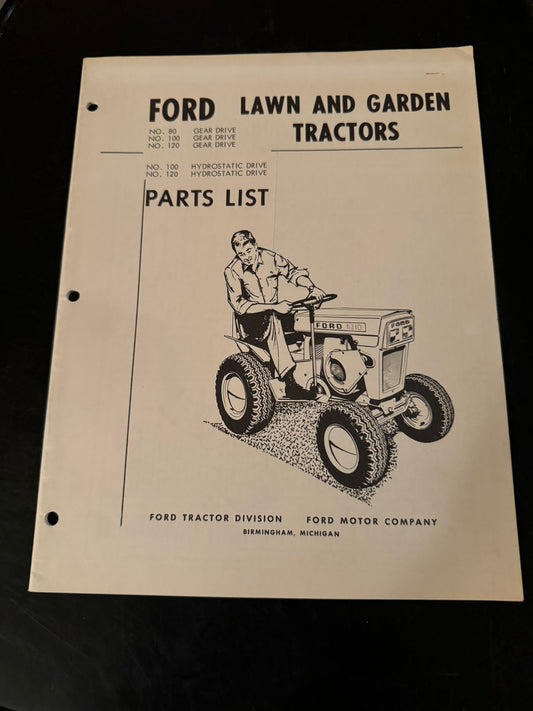 FORD LAWN AND GARDEN
TRACTORS
NO. 80 GEAR DRIVE
NO. 100 GEAR DRIVE
NO. 120 GEAR DRIVE
NO. 100 HYDROSTATIC DRIVE
NO. 120 HYDROSTATIC DRIVE
PARTS LIST
FORD
FORD
FORD TRACTOR DIVISION FORD MOTOR COMPANY
BIRMINGHAM, MICHIGAN